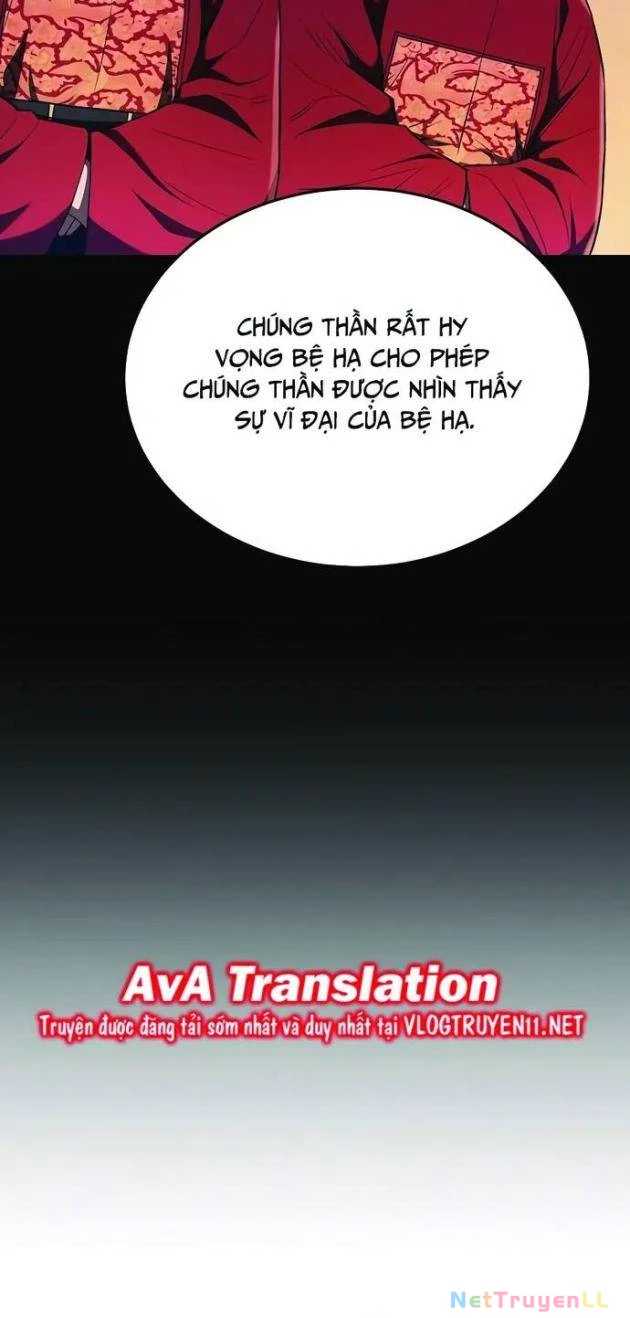 CHÚNG THẦN RẤT HY
VỌNG BỆ HẠ CHO PHÉP
CHÚNG THẦN ĐƯỢC NHÌN THẤY
SỰ VĨ ĐẠI CỦA BỆ HẠ.
AvA Translation
Truyện được đăng tải sớm nhất và duy nhất tại VLOGTRUYEN11.NET
NetTruyenLL